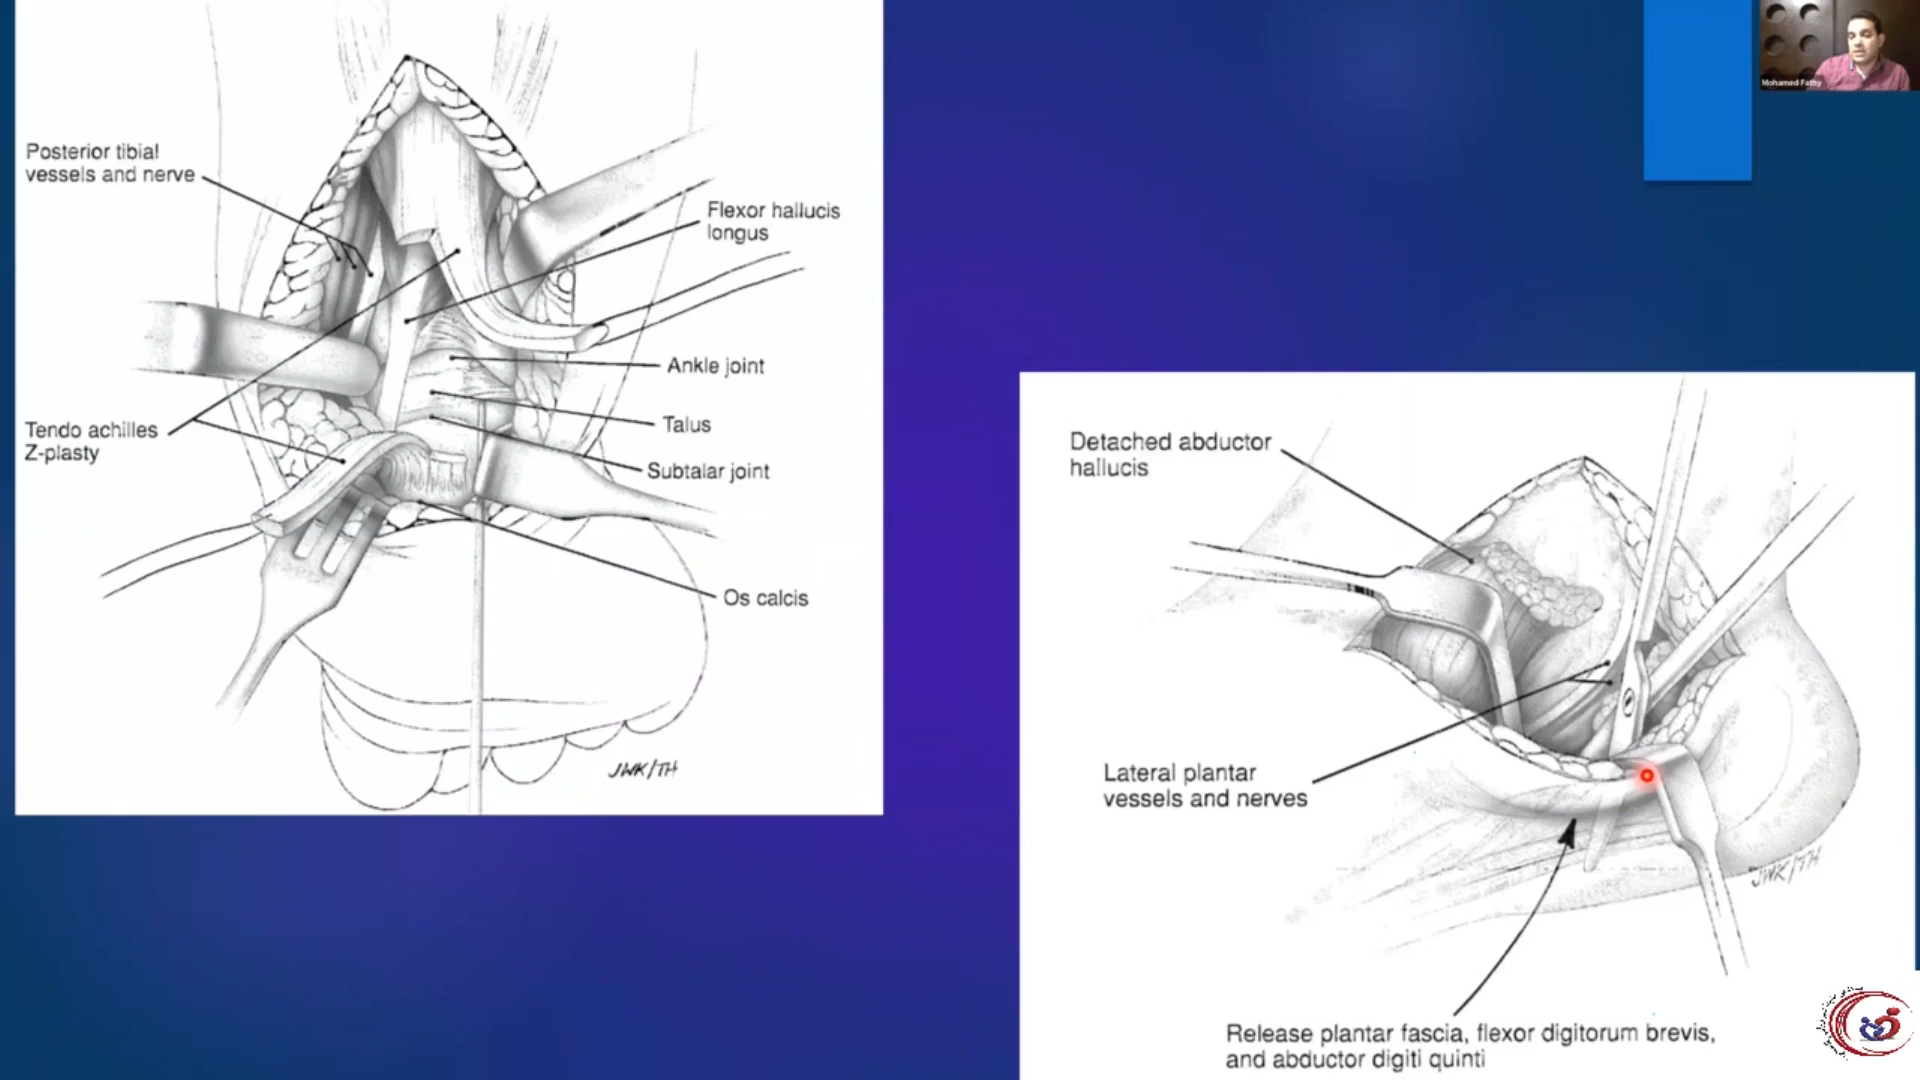 Posterior tibial
vessels and nerve
Flexor hallucis
longus
Ankle joint
Talus
Tendo achilles
Z-plasty
Subtalar joint
Os calcis
JWK/TH
Mohamed Fathy
Detached abductor
hallucis
Lateral plantar
vessels and nerves
JWK/TH
Release plantar fascia, flexor digitorum brevis,
and abductor digiti quinti